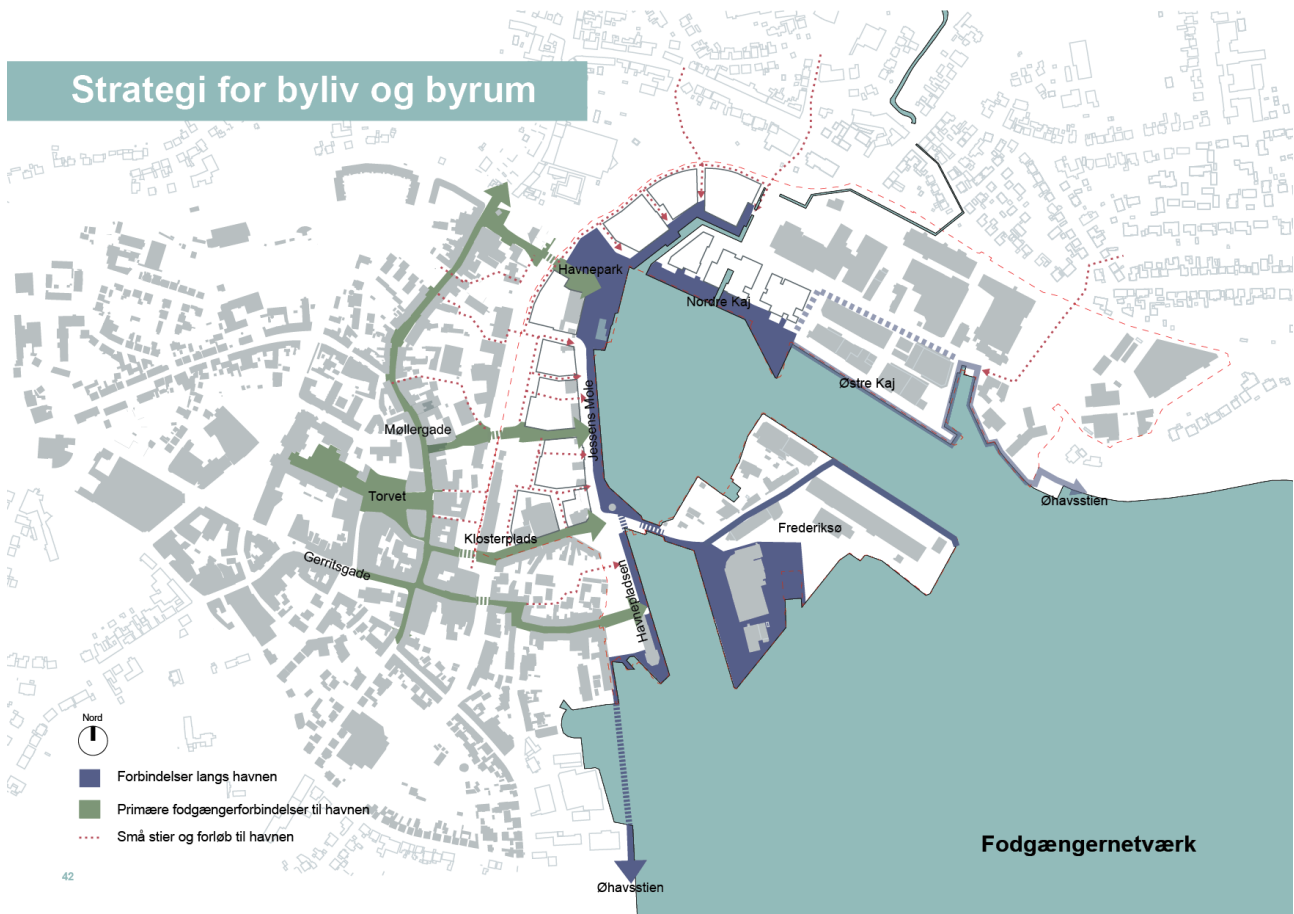 Strategi for byliv og byrum
Havnepark
Nordre Kaj
Østre Kaj
Jessens Mole
Møllergade
Torvet
Øhavsstien
Frederiksø
Klosterplads
Gerritsgade
Havnepladsen
Nord
Forbindelser langs havnen
Primære fodgængerforbindelser til havnen
Små stier og forløb til havnen
Fodgængernetværk
42
Øhavsstien